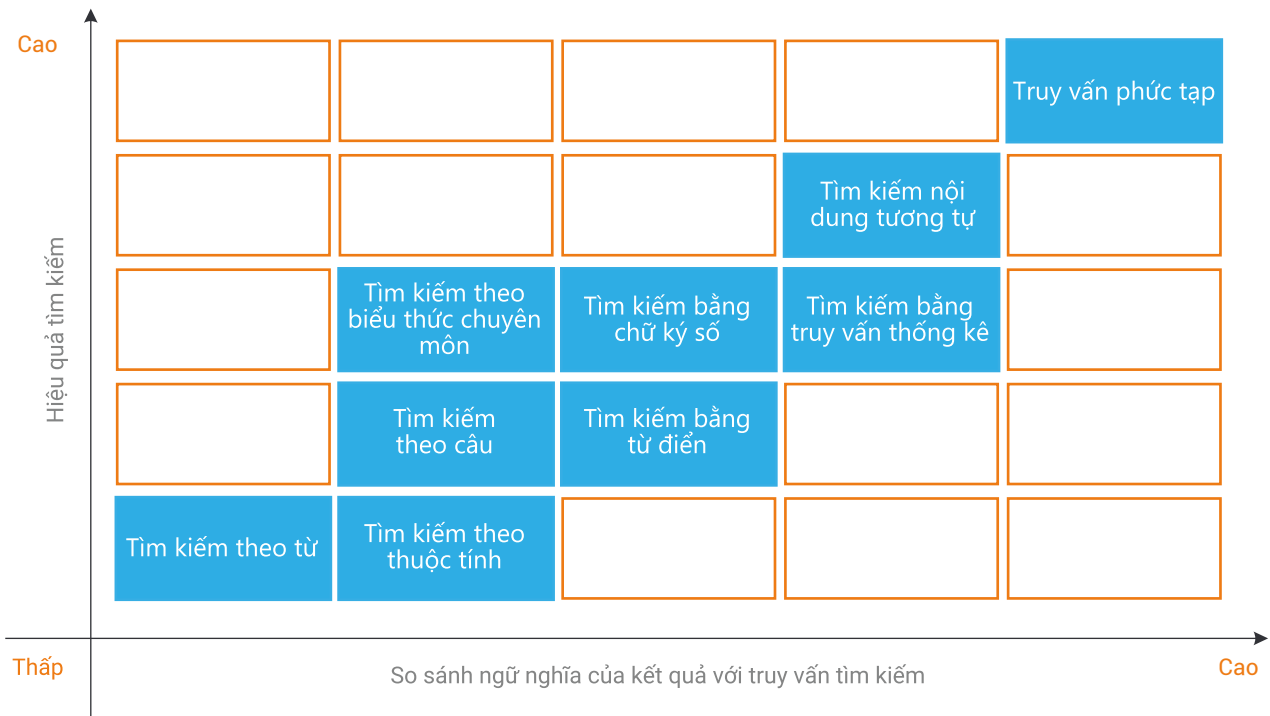 Cao
Truy vấn phức tạp
Tìm kiếm nội
dung tương tự
Hiệu quả tìm kiếm
Tìm kiếm theo
biểu thức chuyên
môn
Tìm kiếm bằng
chữ ký số
Tìm kiếm bằng
truy vấn thống kê
Tìm kiếm
theo câu
Tìm kiếm bằng
từ điển
Tìm kiếm theo từ
Tìm kiếm theo
thuộc tính
Thấp
So sánh ngữ nghĩa của kết quả với truy vấn tìm kiếm
Cao